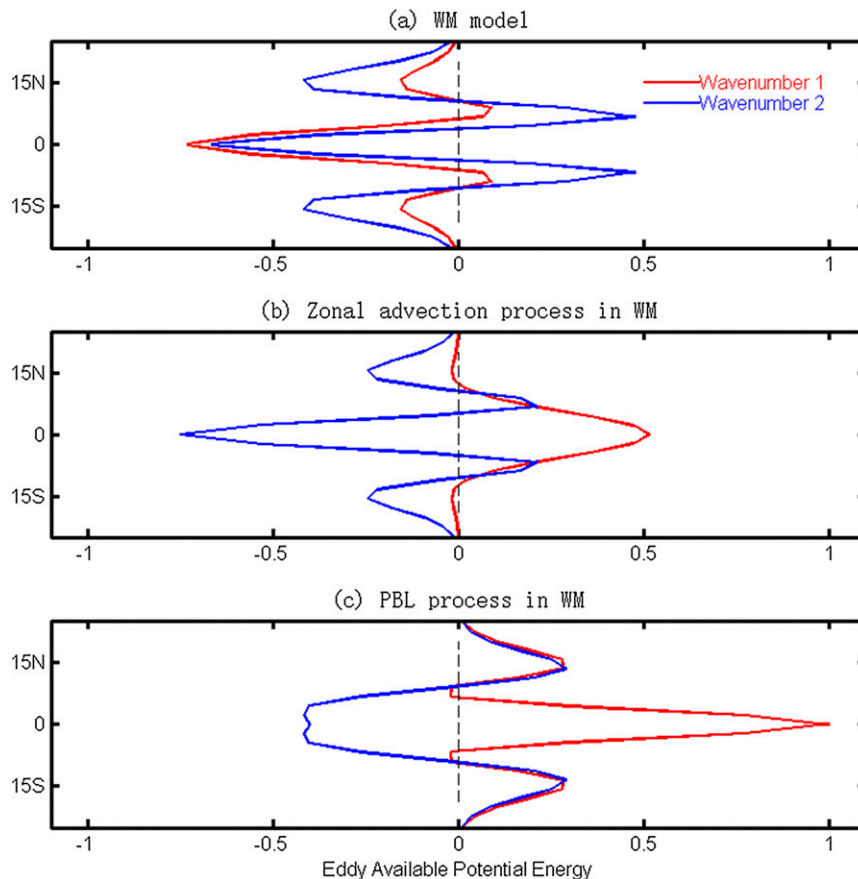 (a) WM model
15N
Wavenumber 1
Wavenumber 2
0
15S
-1 -0.5 0 0.5 1
(b) Zonal advection process in WM
15N
0
15S
-1 -0.5 0 0.5 1
(c) PBL process in WM
15N
0
15S
-1 -0.5 0 0.5 1
Eddy Available Potential Energy